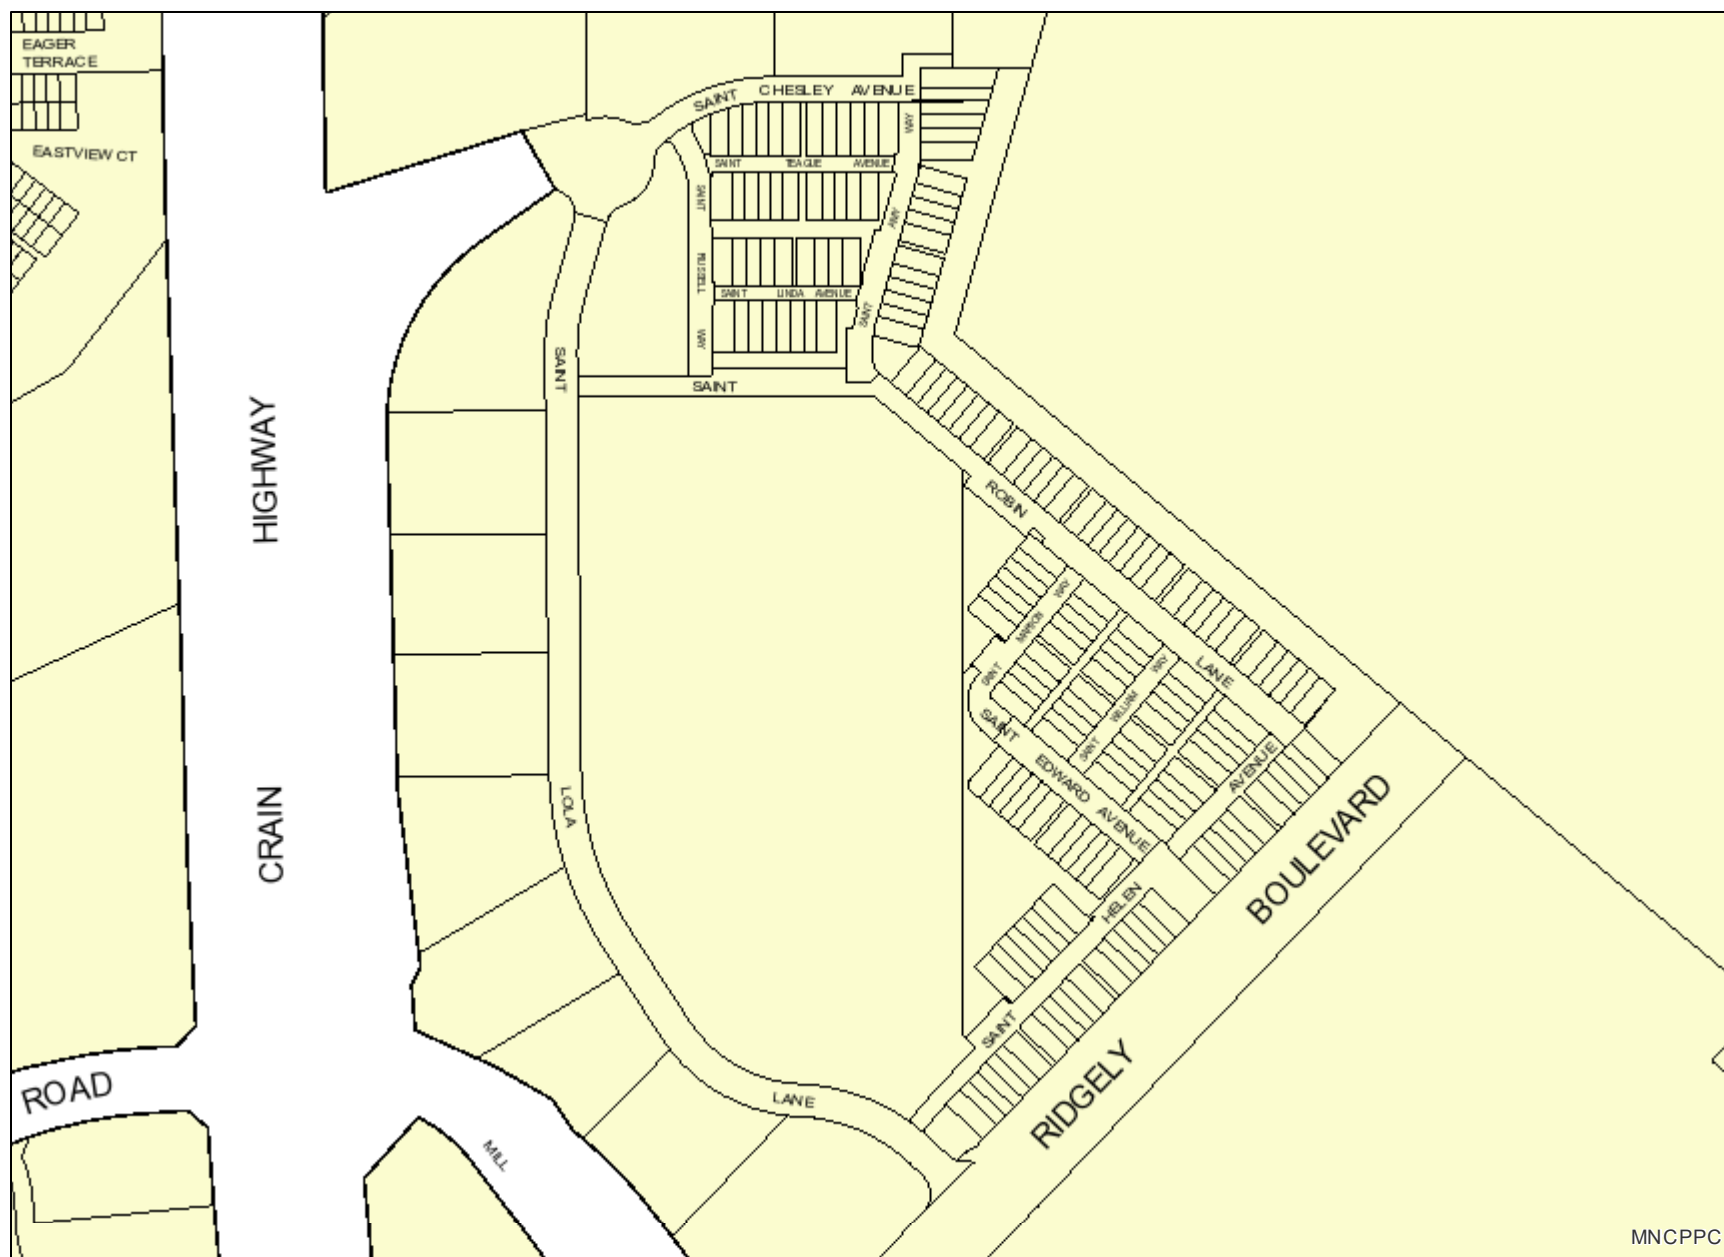 EAGER
TERRACE
EASTVIEW CT
SAINT CHESLEY AVENUE
SAINT TEAGUE AVENUE
SAINT RUSSELL WAY
SAINT AMY WAY
SAINT LINDA AVENUE
SAINT ROBIN LANE
SAINT LOLA LANE
CRAIN HIGHWAY
SAINT MARION WAY
SAINT WILLIAM WAY
SAINT EDWARD AVENUE
SAINT HELEN AVENUE
RIDGELY BOULEVARD
ROAD
MILL
MNCPPC